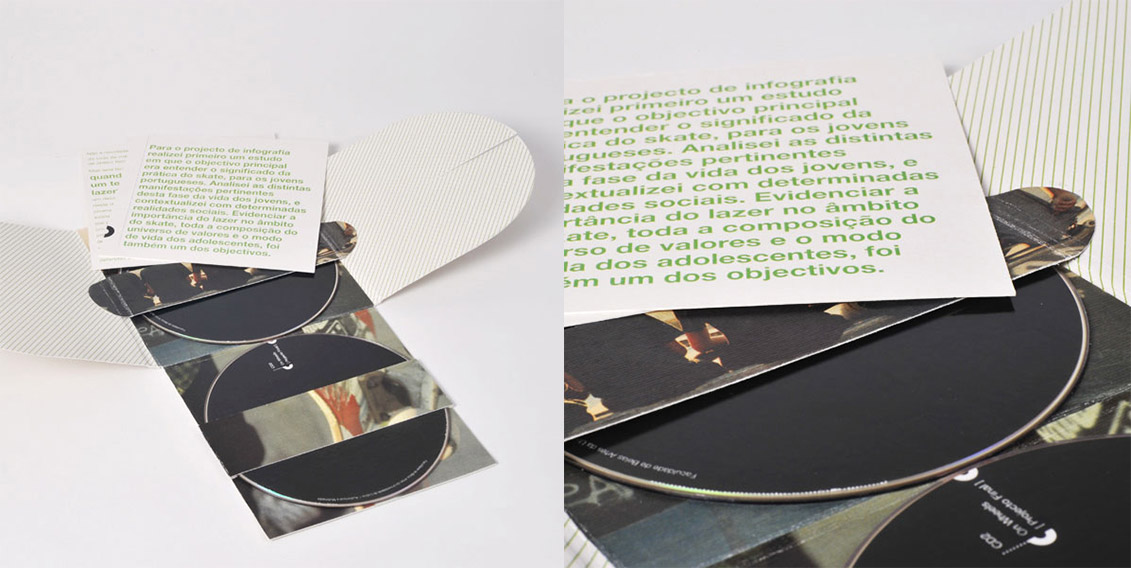 quand
um te
lazer
Para o projecto de infografia
realizei primeiro um estudo
em que o objectivo principal
era entender o significado da
prática do skate, para os jovens
portugueses. Analisei as distintas
manifestações pertinentes
desta fase da vida dos jovens, e
contextualizei com determinadas
realidades sociais. Evidenciar a
importância do lazer no âmbito
do skate, toda a composição do
universo de valores e o modo
de vida dos adolescentes, foi
também um dos objectivos.
CD2
a o projecto de infografia
izei primeiro um estudo
que o objectivo principal
entender o significado da
ica do skate, para os jovens
ugueses. Analisei as distintas
ifestações pertinentes
a fase da vida dos jovens, e
extualizei com determinadas
dades sociais. Evidenciar a
rtância do lazer no âmbito
kate, toda a composição do
rso de valores e o modo
da dos adolescentes, foi
ém um dos objectivos.
Faculdade de Belas Artes da U
CD2
On Wheels
| Projecto Final |